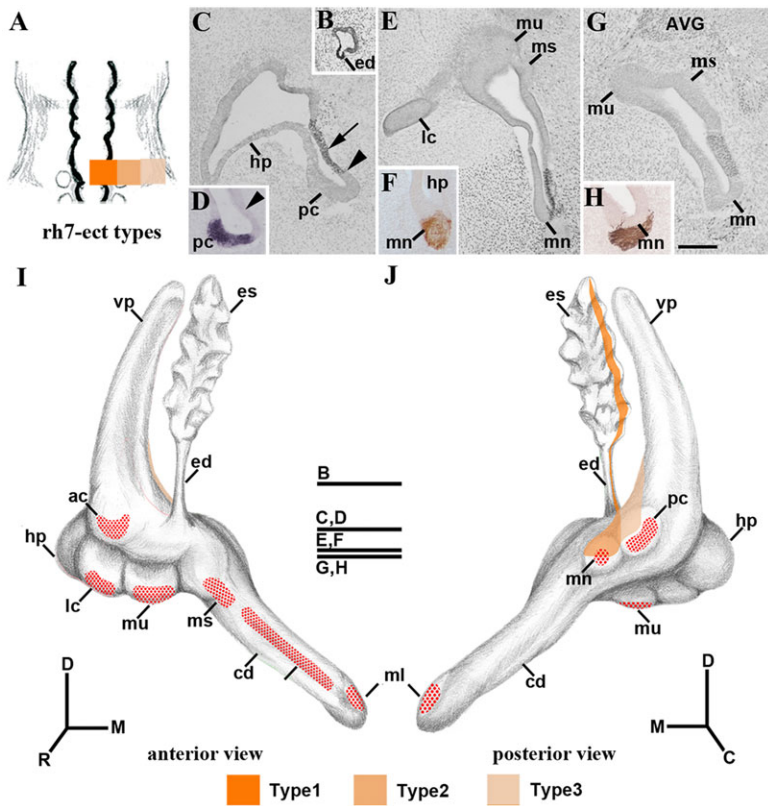 A
rh7-ect types
B
ed
C
hp
pc
D
pc
E
mu
ms
lc
mn
F
hp
mn
G
AVG
ms
mu
mn
H
mn
I
vp
es
ed
ac
hp
lc
mu
ms
cd
ml
B
C,D
E,F
G,H
J
es
vp
ed
pc
hp
mn
mu
cd
D
M
R
anterior view
D
M
C
posterior view
Type1
Type2
Type3